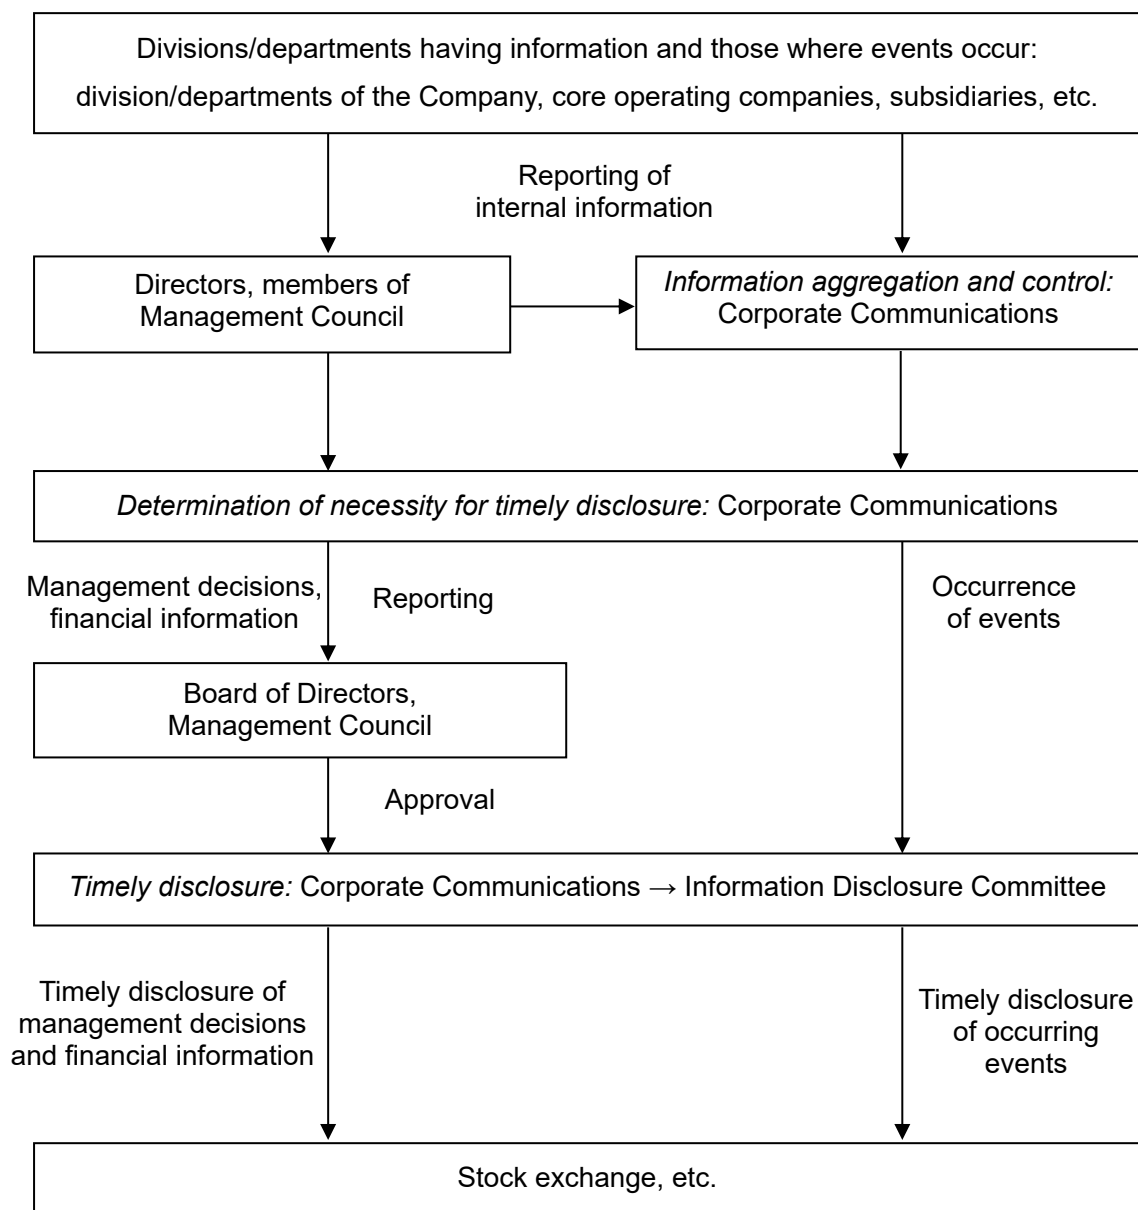 Divisions/departments having information and those where events occur:
division/departments of the Company, core operating companies, subsidiaries, etc.
Reporting of
internal information
Directors, members of
Management Council
Information aggregation and control:
Corporate Communications
Determination of necessity for timely disclosure: Corporate Communications
Management decisions,
financial information
Reporting
Occurrence
of events
Board of Directors,
Management Council
Approval
Timely disclosure: Corporate Communications → Information Disclosure Committee
Timely disclosure of
management decisions
and financial information
Timely disclosure
of occurring
events
Stock exchange, etc.